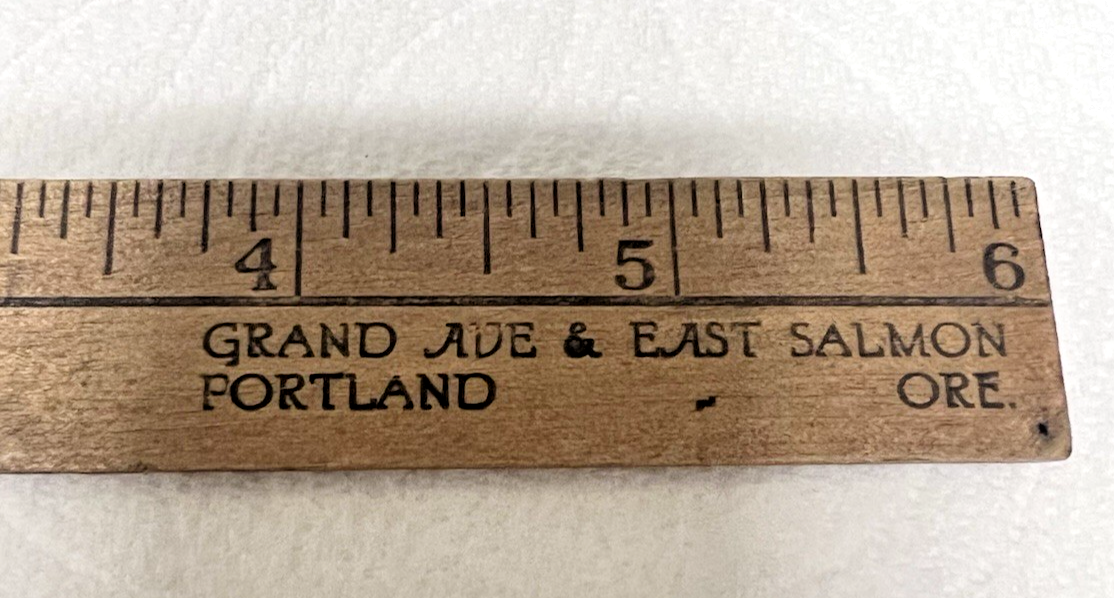 4 5 6
GRAND AVE & EAST SALMON
PORTLAND ORE.